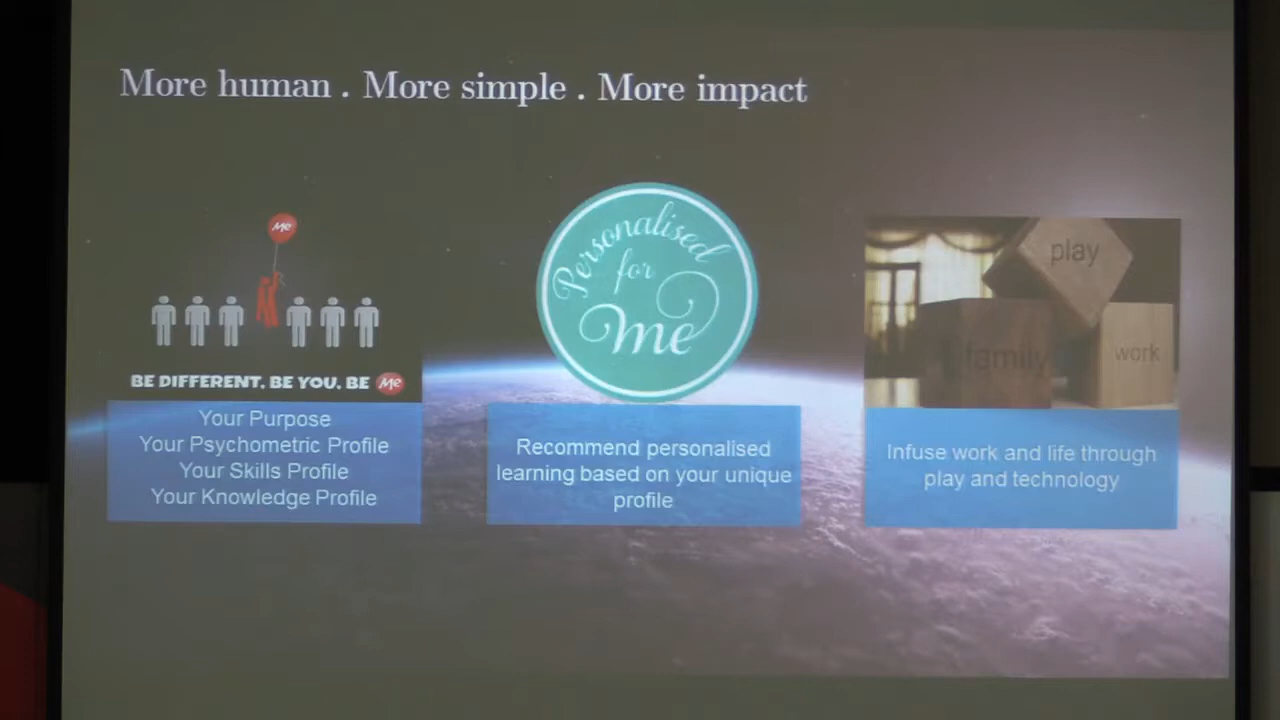 More human . More simple . More impact
Me
BE DIFFERENT. BE YOU. BE Me
Your Purpose
Your Psychometric Profile
Your Skills Profile
Your Knowledge Profile
Personalised
for
me
Recommend personalised
learning based on your unique
profile
play
family
work
Infuse work and life through
play and technology